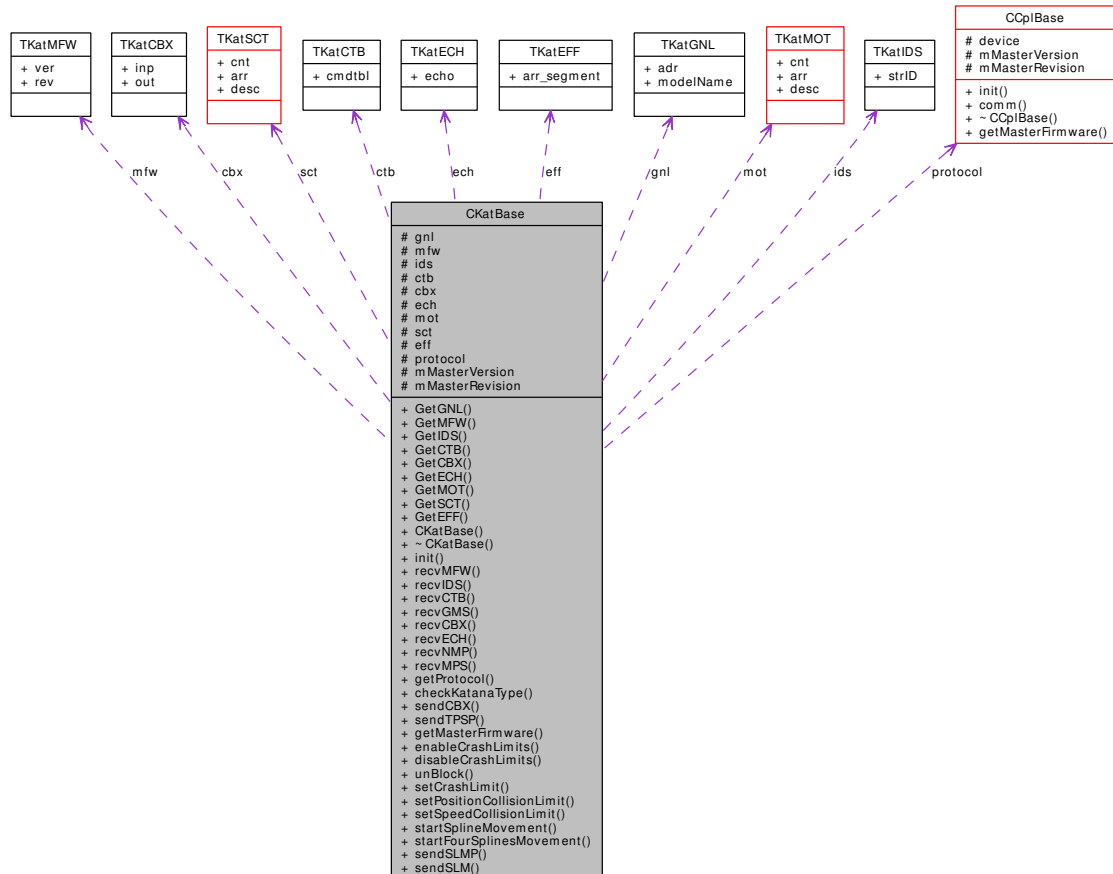 CCplBase
# device
# mMasterVersion
# mMasterRevision
+ init()
+ comm()
+ ~ CCplBase()
+ getMasterFirmware()
TKatMFW
+ ver
+ rev
TKatCBX
+ inp
+ out
TKatSCT
+ cnt
+ arr
+ desc
TKatCTB
+ cmdtbl
TKatECH
+ echo
TKatEFF
+ arr_segment
TKatGNL
+ adr
+ modelName
TKatMOT
+ cnt
+ arr
+ desc
TKatIDS
+ strID
mfw
cbx
sct
ctb
ech
eff
gnl
mot
ids
protocol
CKatBase
# gnl
# mfw
# ids
# ctb
# cbx
# ech
# mot
# sct
# eff
# protocol
# mMasterVersion
# mMasterRevision
+ GetGNL()
+ GetMFW()
+ GetIDS()
+ GetCTB()
+ GetCBX()
+ GetECH()
+ GetMOT()
+ GetSCT()
+ GetEFF()
+ CKatBase()
+ ~ CKatBase()
+ init()
+ recvMFW()
+ recvIDS()
+ recvCTB()
+ recvGMS()
+ recvCBX()
+ recvECH()
+ recvNMP()
+ recvMPS()
+ getProtocol()
+ checkKatanaType()
+ sendCBX()
+ sendTPSP()
+ getMasterFirmware()
+ enableCrashLimits()
+ disableCrashLimits()
+ unBlock()
+ setCrashLimit()
+ setPositionCollisionLimit()
+ setSpeedCollisionLimit()
+ startSplineMovement()
+ startFourSplinesMovement()
+ sendSLMP()
+ sendSLM()